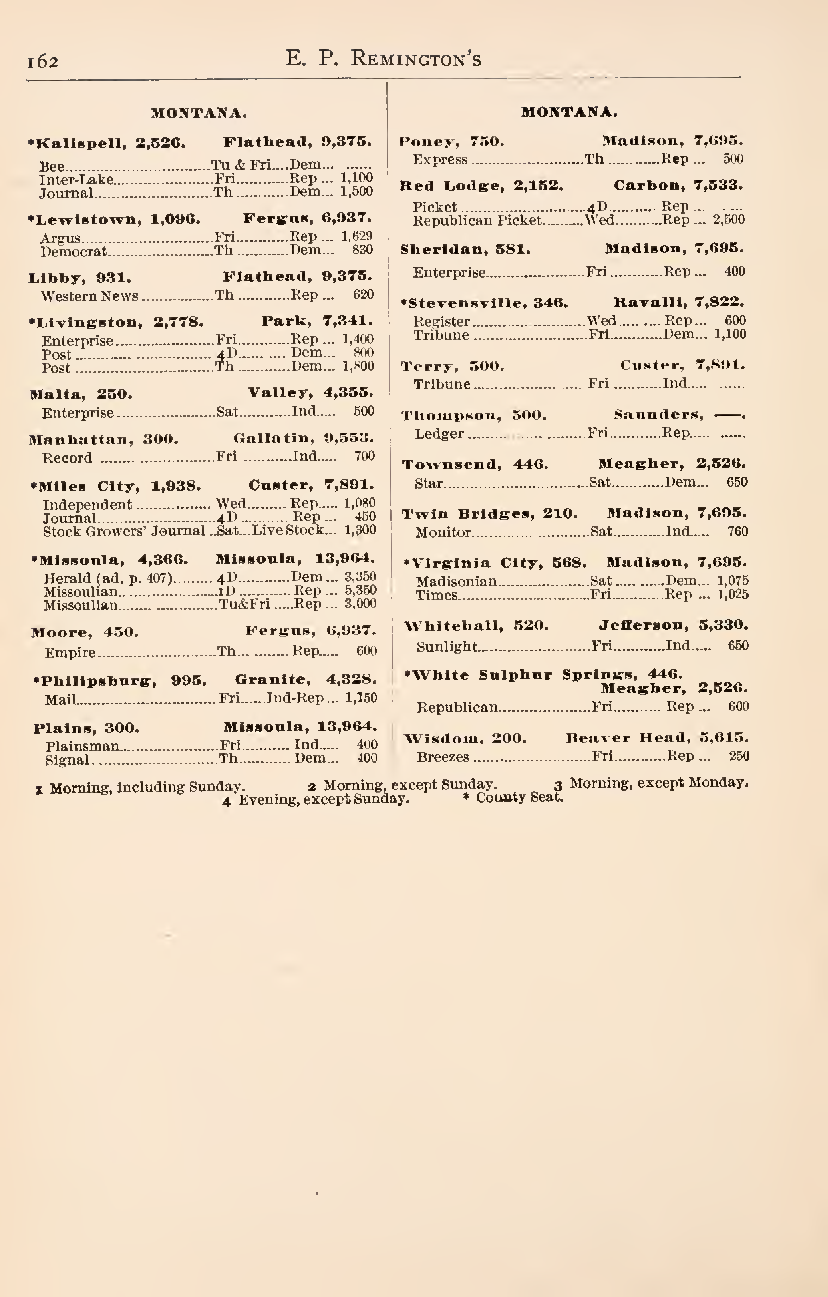 162 E. P. Remington's
MONTANA.
*Kalispell, 2,526. Flathead, 9,375.
Bee Tu & Fri Dem
Inter-Lake Fri Rep 1,100
Journal Th Dem 1,500
*Lewistown, 1,096. Fergus, 6,937.
Argus Fri Rep 1,629
Democrat Th Dem 830
Libby, 931. Flathead, 9,375.
Western News Th Rep 620
*Livingston, 2,778. Park, 7,341.
Enterprise Fri Rep 1,400
Post 4D Dem 800
Post Th Dem 1,800
Malta, 250. Valley, 4,355.
Enterprise Sat Ind 500
Manhattan, 300. Gallatin, 9,553.
Record Fri Ind 700
*Miles City, 1,938. Custer, 7,891.
Independent Wed Rep 1,080
Journal 4D Rep 450
Stock Growers' Journal Sat Live Stock 1,300
*Missoula, 4,366. Missoula, 13,964.
Herald (ad. p. 407) 4D Dem 3,350
Missoulian 1D Rep 5,350
Missoulian Tu&Fri Rep 3,000
Moore, 450. Fergus, 6,937.
Empire Th Rep 600
*Philipsburg, 995. Granite, 4,328.
Mail Fri Ind-Rep 1,150
Plains, 300. Missoula, 13,964.
Plainsman Fri Ind 400
Signal Th Dem 400
MONTANA.
Poney, 750. Madison, 7,695.
Express Th Rep 500
Red Lodge, 2,152. Carbon, 7,533.
Picket 4D Rep
Republican Picket Wed Rep 2,500
Sheridan, 581. Madison, 7,695.
Enterprise Fri Rep 400
*Stevensville, 346. Ravalli, 7,822.
Register Wed Rep 600
Tribune Fri Dem 1,100
Terry, 500. Custer, 7,891.
Tribune Fri Ind
Thompson, 500. Saunders, ——.
Ledger Fri Rep
Townsend, 446. Meagher, 2,526.
Star Sat Dem 650
Twin Bridges, 210. Madison, 7,695.
Monitor Sat Ind 760
*Virginia City, 568. Madison, 7,695.
Madisonian Sat Dem 1,075
Times Fri Rep 1,025
Whitehall, 520. Jefferson, 5,330.
Sunlight Fri Ind 650
*White Sulphur Springs, 446.
Meagher, 2,526.
Republican Fri Rep 600
Wisdom, 200. Beaver Head, 5,615.
Breezes Fri Rep 250
1 Morning, including Sunday. 2 Morning, except Sunday. 3 Morning, except Monday.
4 Evening, except Sunday. * County Seat.